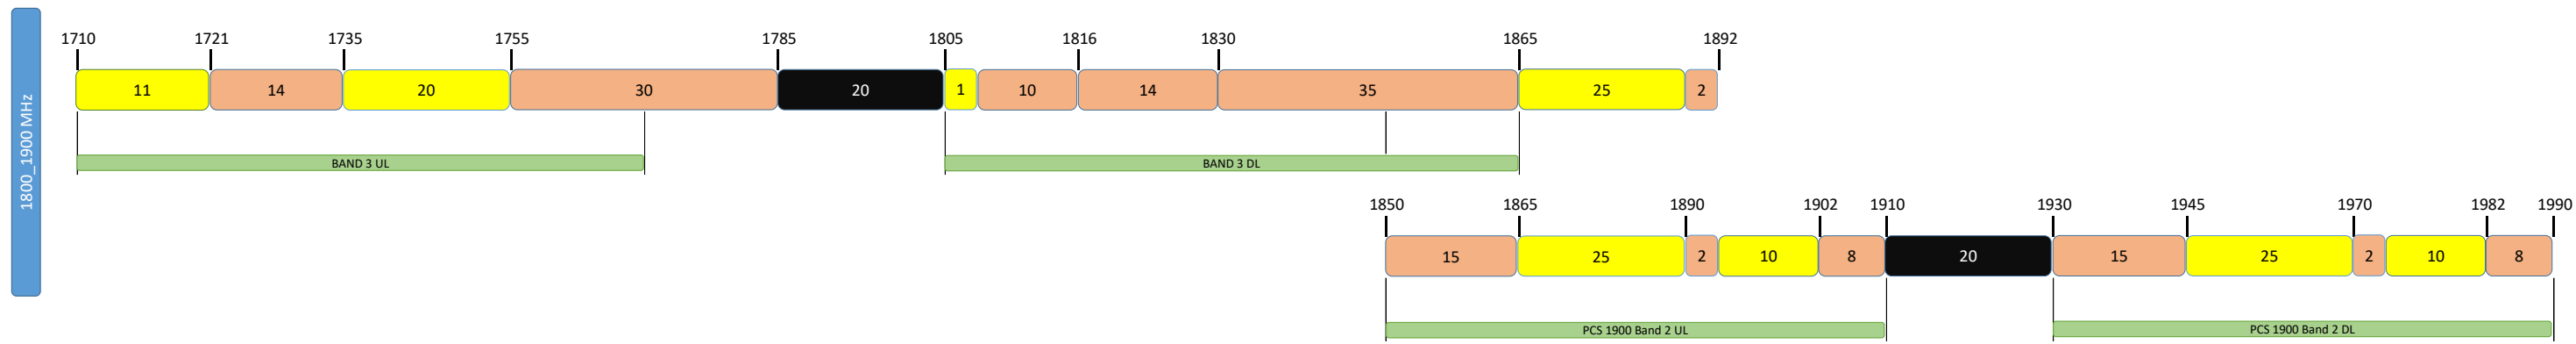 1800_1900 MHz
1710 1721 1735 1755 1785 1805 1816 1830 1865 1892
11 14 20 30 20 1 10 14 35 25 2
BAND 3 UL BAND 3 DL
1850 1865 1890 1902 1910 1930 1945 1970 1982 1990
15 25 2 10 8 20 15 25 2 10 8
PCS 1900 Band 2 UL PCS 1900 Band 2 DL